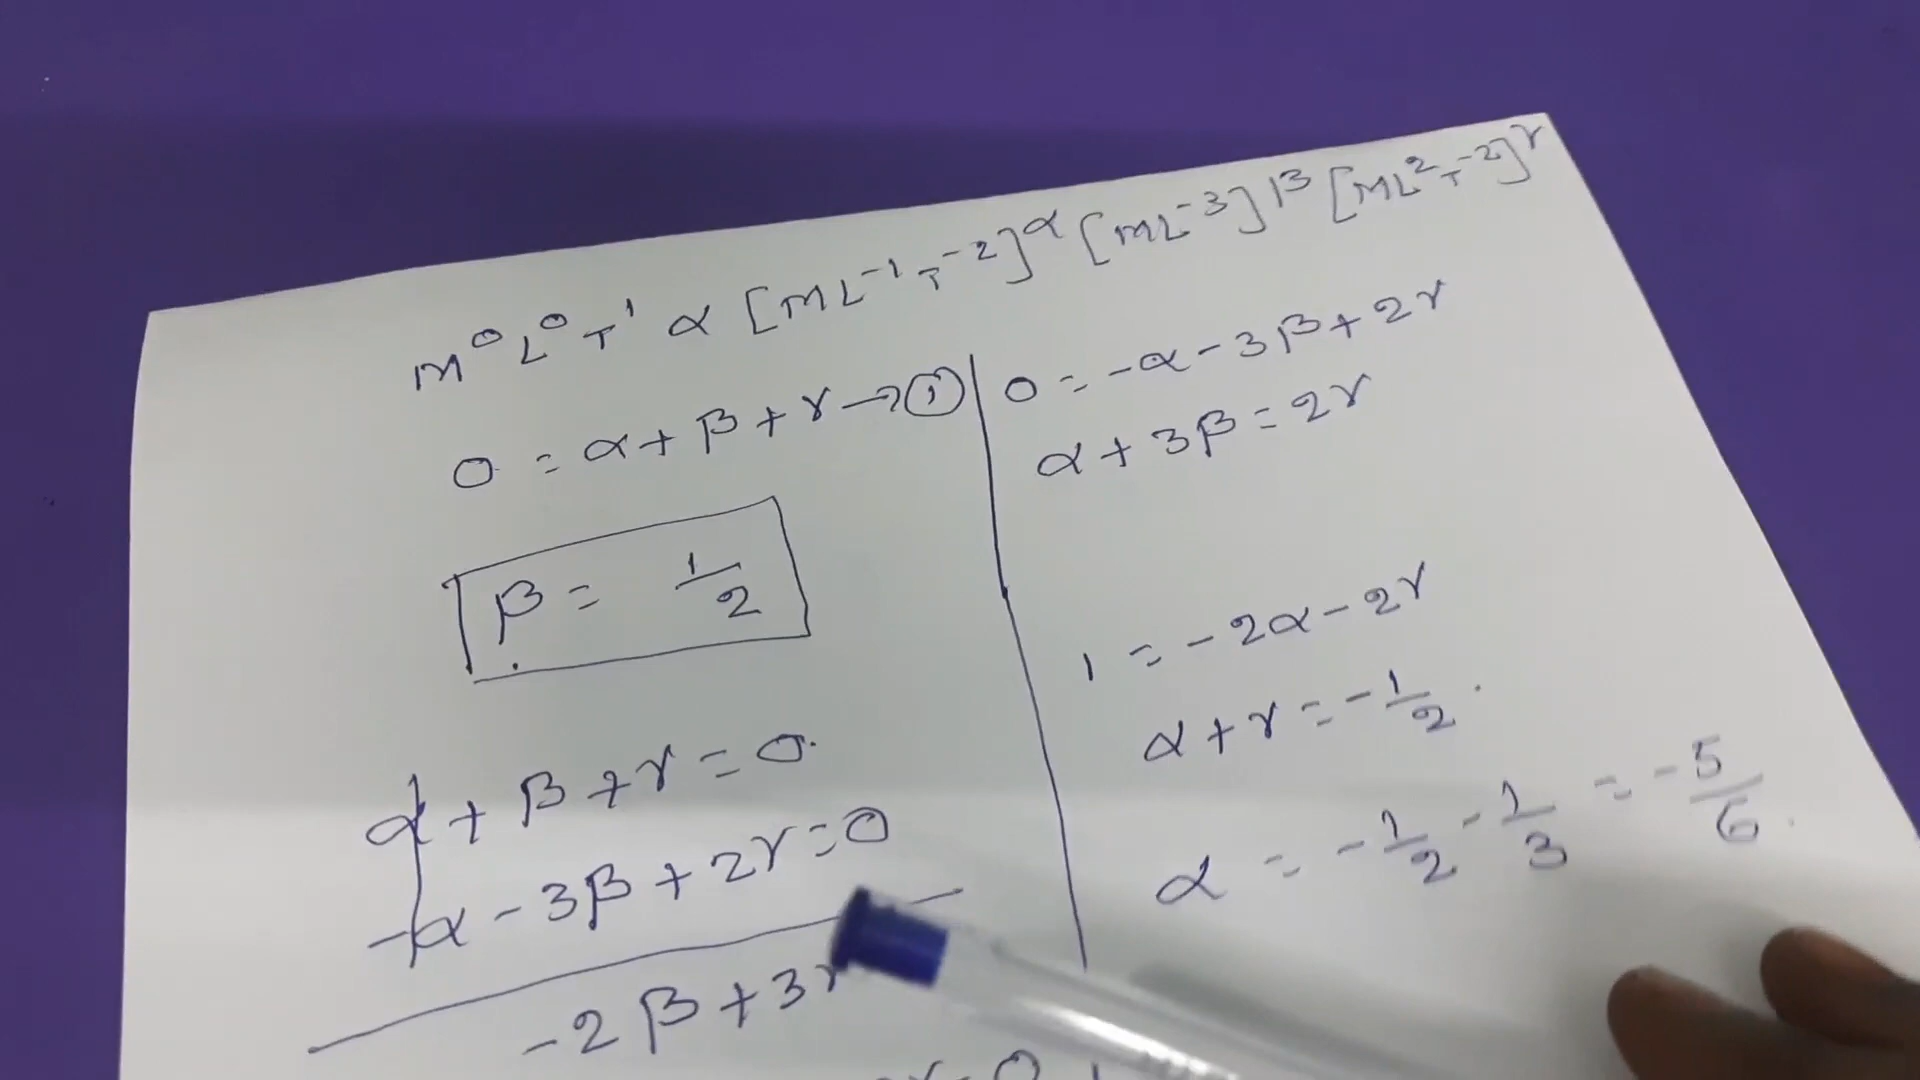 M⁰L⁰T¹ α [ML⁻¹T⁻²]^α [ML⁻³]^β [ML²T⁻²]^γ
0 = α + β + γ → ①
β = 1/2
α + β + γ = 0
-α - 3β + 2γ = 0
-2β + 3γ
0 = -α - 3β + 2γ
α + 3β = 2γ
1 = -2α - 2γ
α + γ = -1/2
α = -1/2 - 1/3 = -5/6